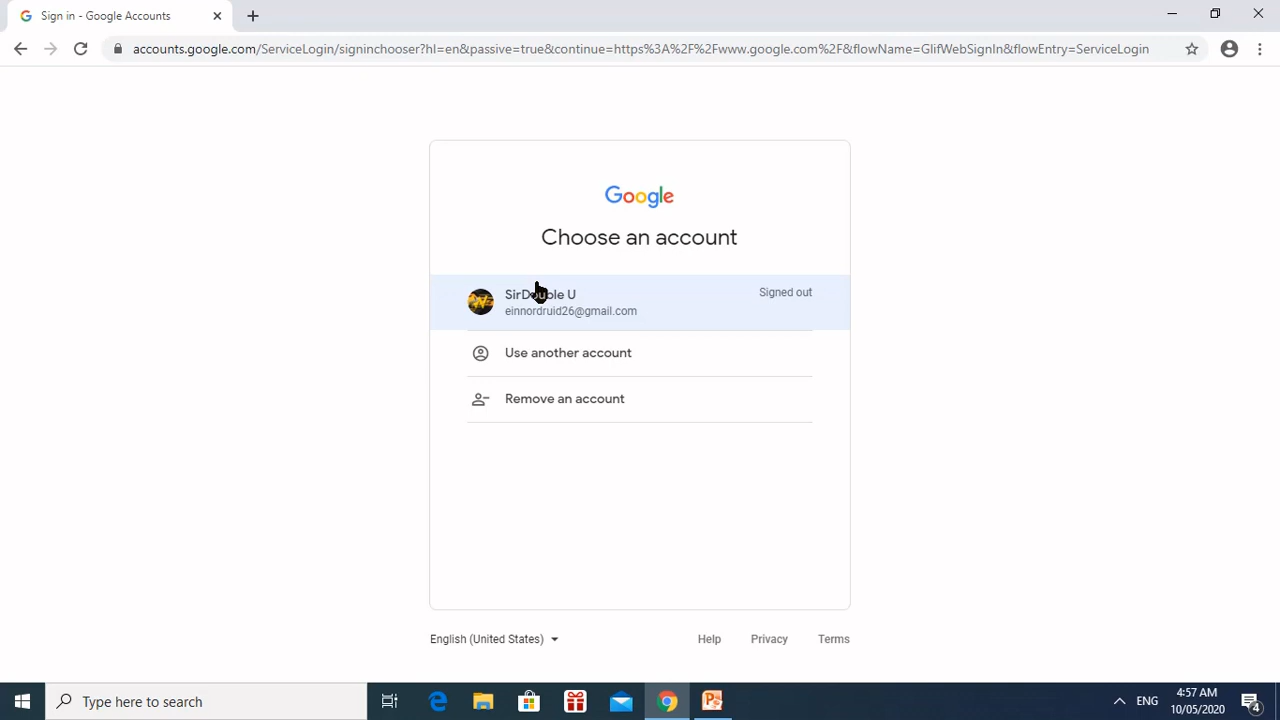 Sign in - Google Accounts
accounts.google.com/ServiceLogin/signinchooser?hl=en&passive=true&continue=https%3A%2F%2Fwww.google.com%2F&flowName=GlifWebSignIn&flowEntry=ServiceLogin
Google
Choose an account
SirDouble U
Signed out
einnordruid26@gmail.com
Use another account
Remove an account
English (United States)
Help
Privacy
Terms
Type here to search
ENG
4:57 AM
10/05/2020
4